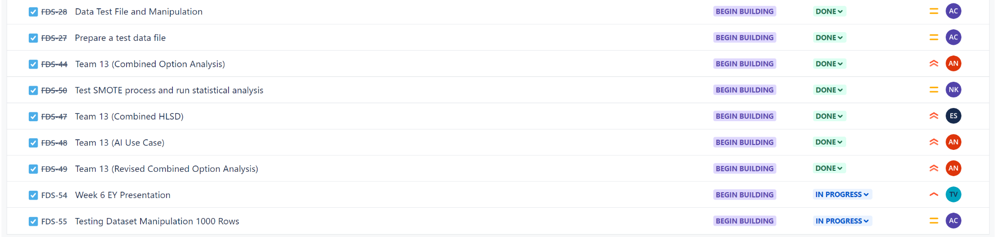 FDS-28 Data Test File and Manipulation BEGIN BUILDING DONE AC
FDS-27 Prepare a test data file BEGIN BUILDING DONE AC
FDS-44 Team 13 (Combined Option Analysis) BEGIN BUILDING DONE AN
FDS-50 Test SMOTE process and run statistical analysis BEGIN BUILDING DONE NK
FDS-47 Team 13 (Combined HLSD) BEGIN BUILDING DONE ES
FDS-48 Team 13 (AI Use Case) BEGIN BUILDING DONE AN
FDS-49 Team 13 (Revised Combined Option Analysis) BEGIN BUILDING DONE AN
FDS-54 Week 6 EY Presentation BEGIN BUILDING IN PROGRESS TV
FDS-55 Testing Dataset Manipulation 1000 Rows BEGIN BUILDING IN PROGRESS AC